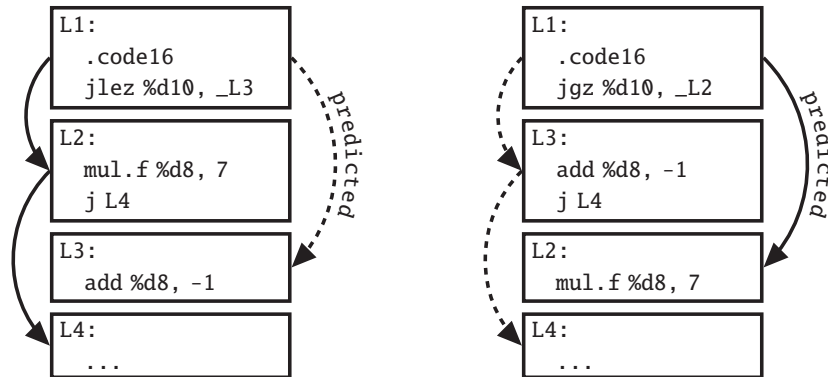 L1:
.code16
jlez %d10, _L3
predicted
L2:
mul.f %d8, 7
j L4
L3:
add %d8, -1
L4:
...
L1:
.code16
jgz %d10, _L2
predicted
L3:
add %d8, -1
j L4
L2:
mul.f %d8, 7
L4:
...